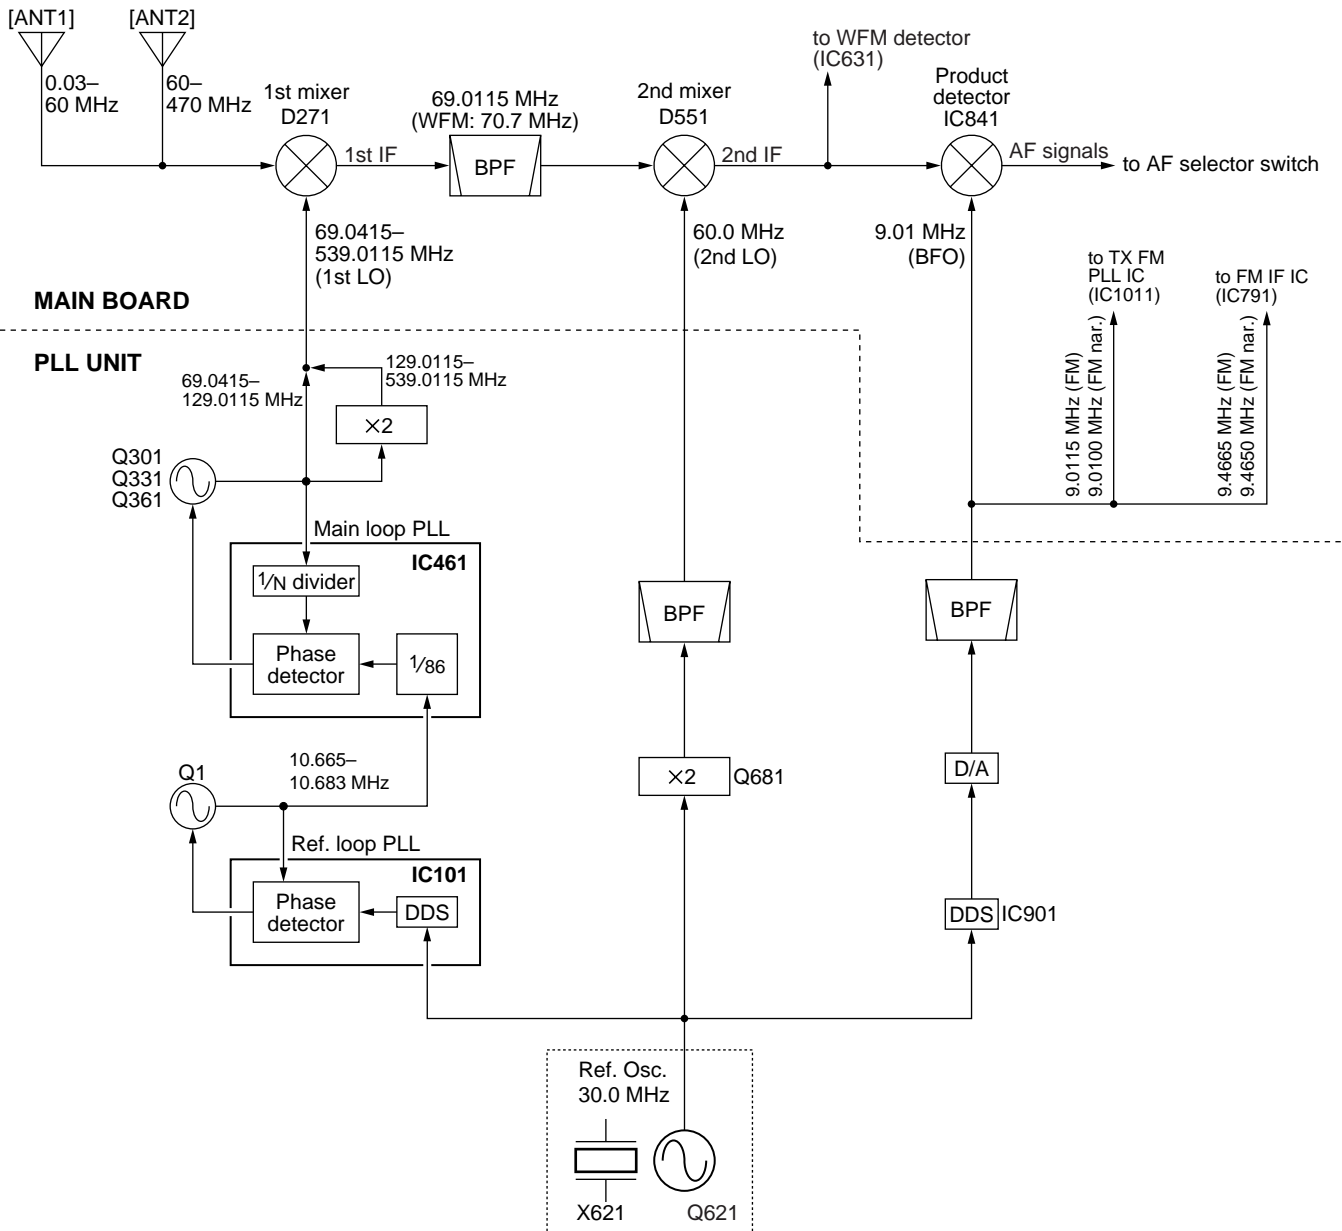 [ANT1]
[ANT2]
0.03–
60 MHz
60–
470 MHz
1st mixer
D271
1st IF
69.0115 MHz
(WFM: 70.7 MHz)
BPF
2nd mixer
D551
2nd IF
to WFM detector
(IC631)
Product
detector
IC841
AF signals
to AF selector switch
69.0415–
539.0115 MHz
(1st LO)
60.0 MHz
(2nd LO)
9.01 MHz
(BFO)
to TX FM
PLL IC
(IC1011)
to FM IF IC
(IC791)
MAIN BOARD
PLL UNIT
9.0115 MHz (FM)
9.0100 MHz (FM nar.)
9.4665 MHz (FM)
9.4650 MHz (FM nar.)
69.0415–
129.0115 MHz
129.0115–
539.0115 MHz
×2
Q301
Q331
Q361
Main loop PLL
IC461
1/N divider
Phase
detector
1/86
BPF
BPF
10.665–
10.683 MHz
Q1
×2
Q681
D/A
Ref. loop PLL
IC101
Phase
detector
DDS
DDS
IC901
Ref. Osc.
30.0 MHz
X621
Q621